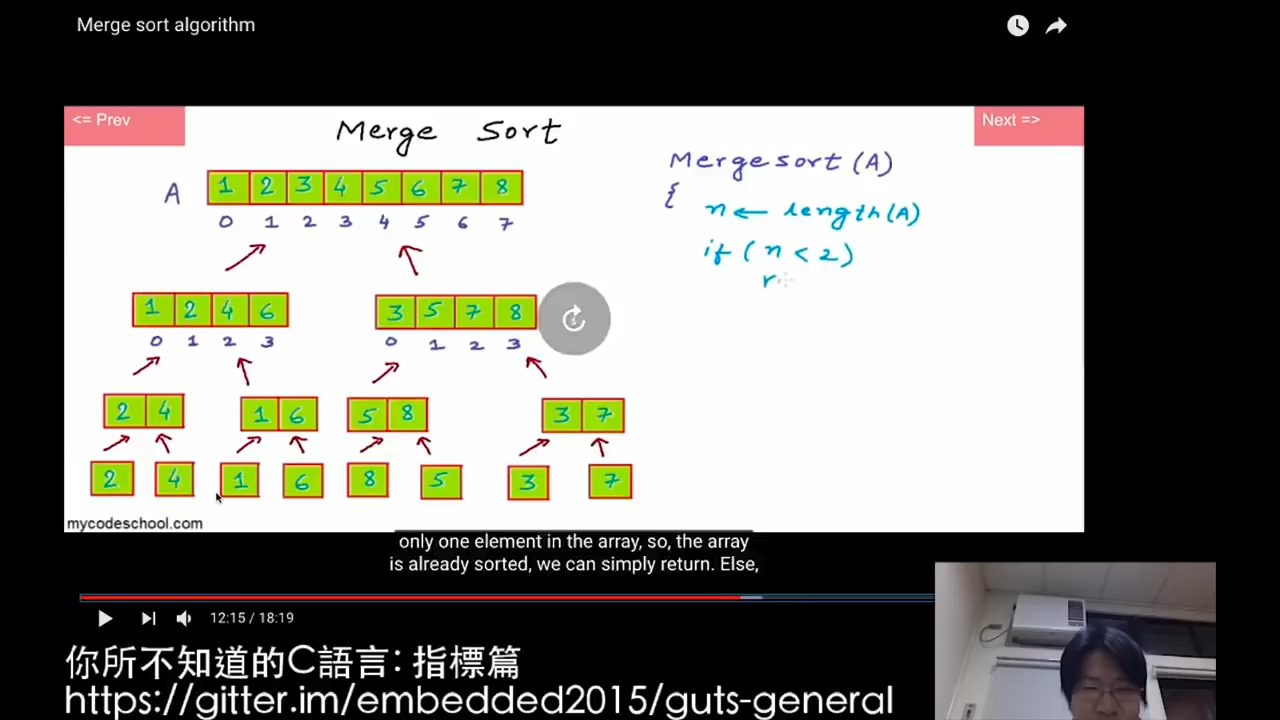 Merge sort algorithm
<= Prev
Next =>
Merge Sort
Mergesort (A)
{
n ← length(A)
if ( n < 2 )
r
A 1 2 3 4 5 6 7 8
0 1 2 3 4 5 6 7
1 2 4 6 3 5 7 8
0 1 2 3 0 1 2 3
2 4 1 6 5 8 3 7
2 4 1 6 8 5 3 7
mycodeschool.com
only one element in the array, so, the array
is already sorted, we can simply return. Else,
12:15 / 18:19
你所不知道的C語言: 指標篇
https://gitter.im/embedded2015/guts-general